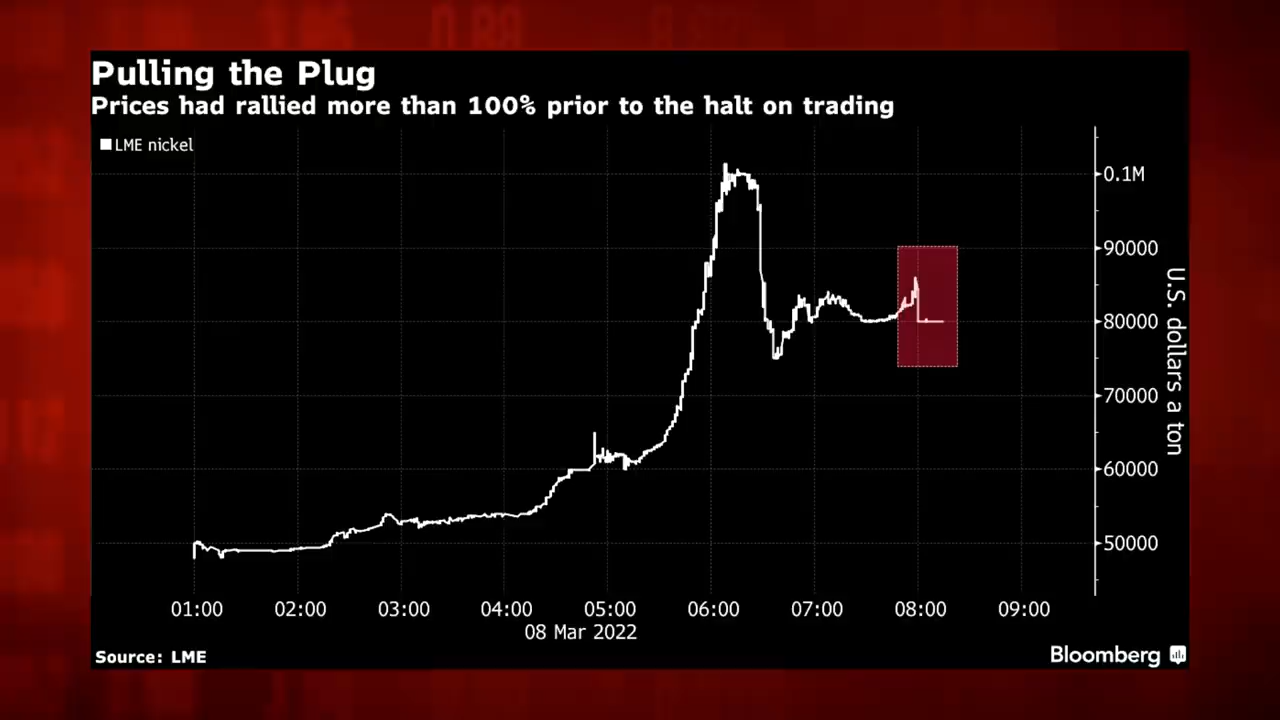 Pulling the Plug
Prices had rallied more than 100% prior to the halt on trading
LME nickel
0.1M
90000
80000
70000
60000
50000
U.S. dollars a ton
01:00 02:00 03:00 04:00 05:00 06:00 07:00 08:00 09:00
08 Mar 2022
Source: LME
Bloomberg